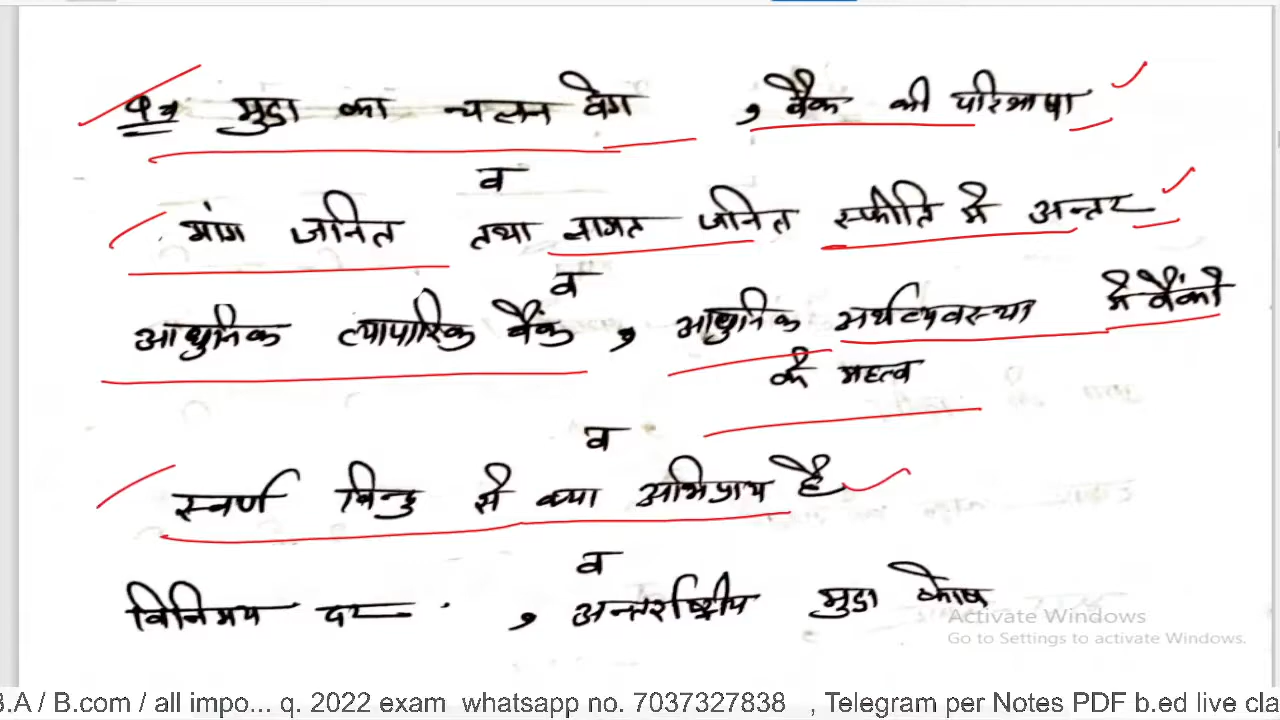 प्र मुद्रा का चलन वेग , बैंक की परिभाषा
व
मांग जनित तथा लागत जनित स्फीति में अन्तर
व
आधुनिक व्यापारिक बैंक , आधुनिक अर्थव्यवस्था में बैंकों
के महत्व
व
स्वर्ण बिन्दु से क्या अभिप्राय है
व
विनिमय दर , अन्तर्राष्ट्रीय मुद्रा कोष
Activate Windows
Go to Settings to activate Windows.
B.A / B.com / all impo... q. 2022 exam whatsapp no. 7037327838 , Telegram per Notes PDF b.ed live cla